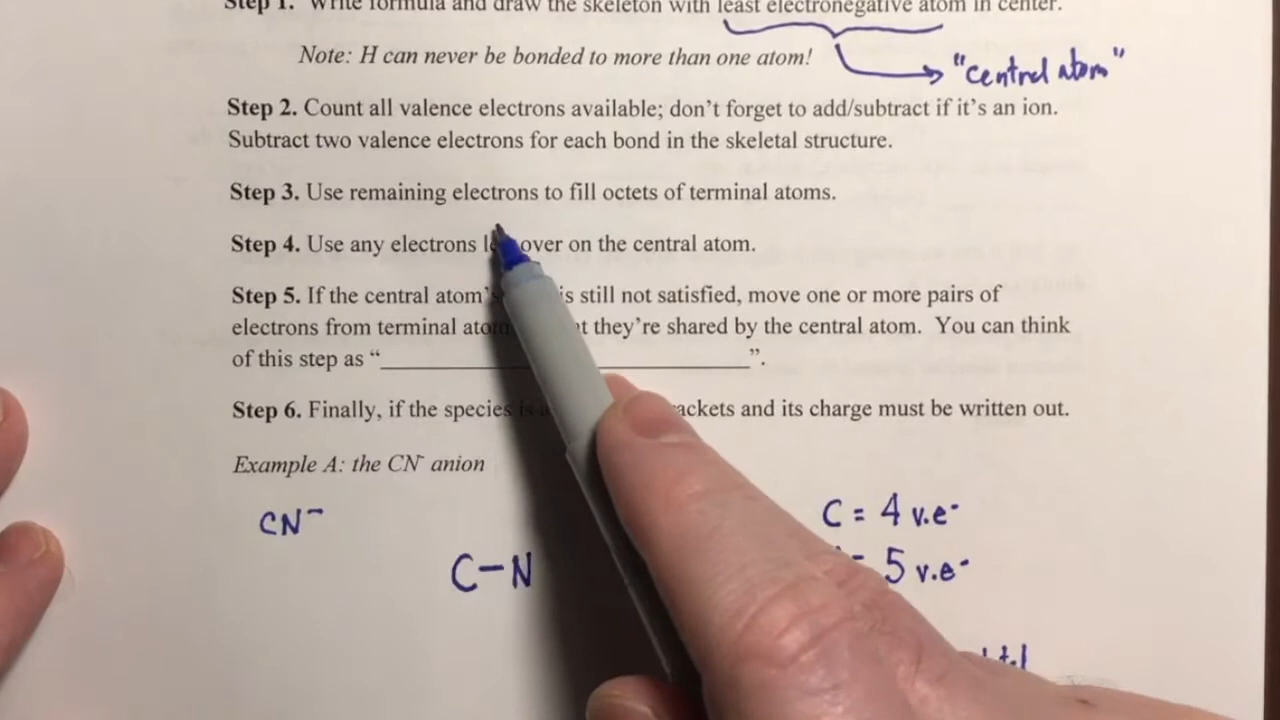 Step 1. Write formula and draw the skeleton with least electronegative atom in center.
Note: H can never be bonded to more than one atom!
"central atom"
Step 2. Count all valence electrons available; don't forget to add/subtract if it's an ion.
Subtract two valence electrons for each bond in the skeletal structure.
Step 3. Use remaining electrons to fill octets of terminal atoms.
Step 4. Use any electrons over on the central atom.
Step 5. If the central atom's is still not satisfied, move one or more pairs of
electrons from terminal they're shared by the central atom. You can think
of this step as "______________________________".
Step 6. Finally, if the species and its charge must be written out.
Example A: the CN⁻ anion
CN⁻
C = 4 v.e⁻
C–N
= 5 v.e⁻